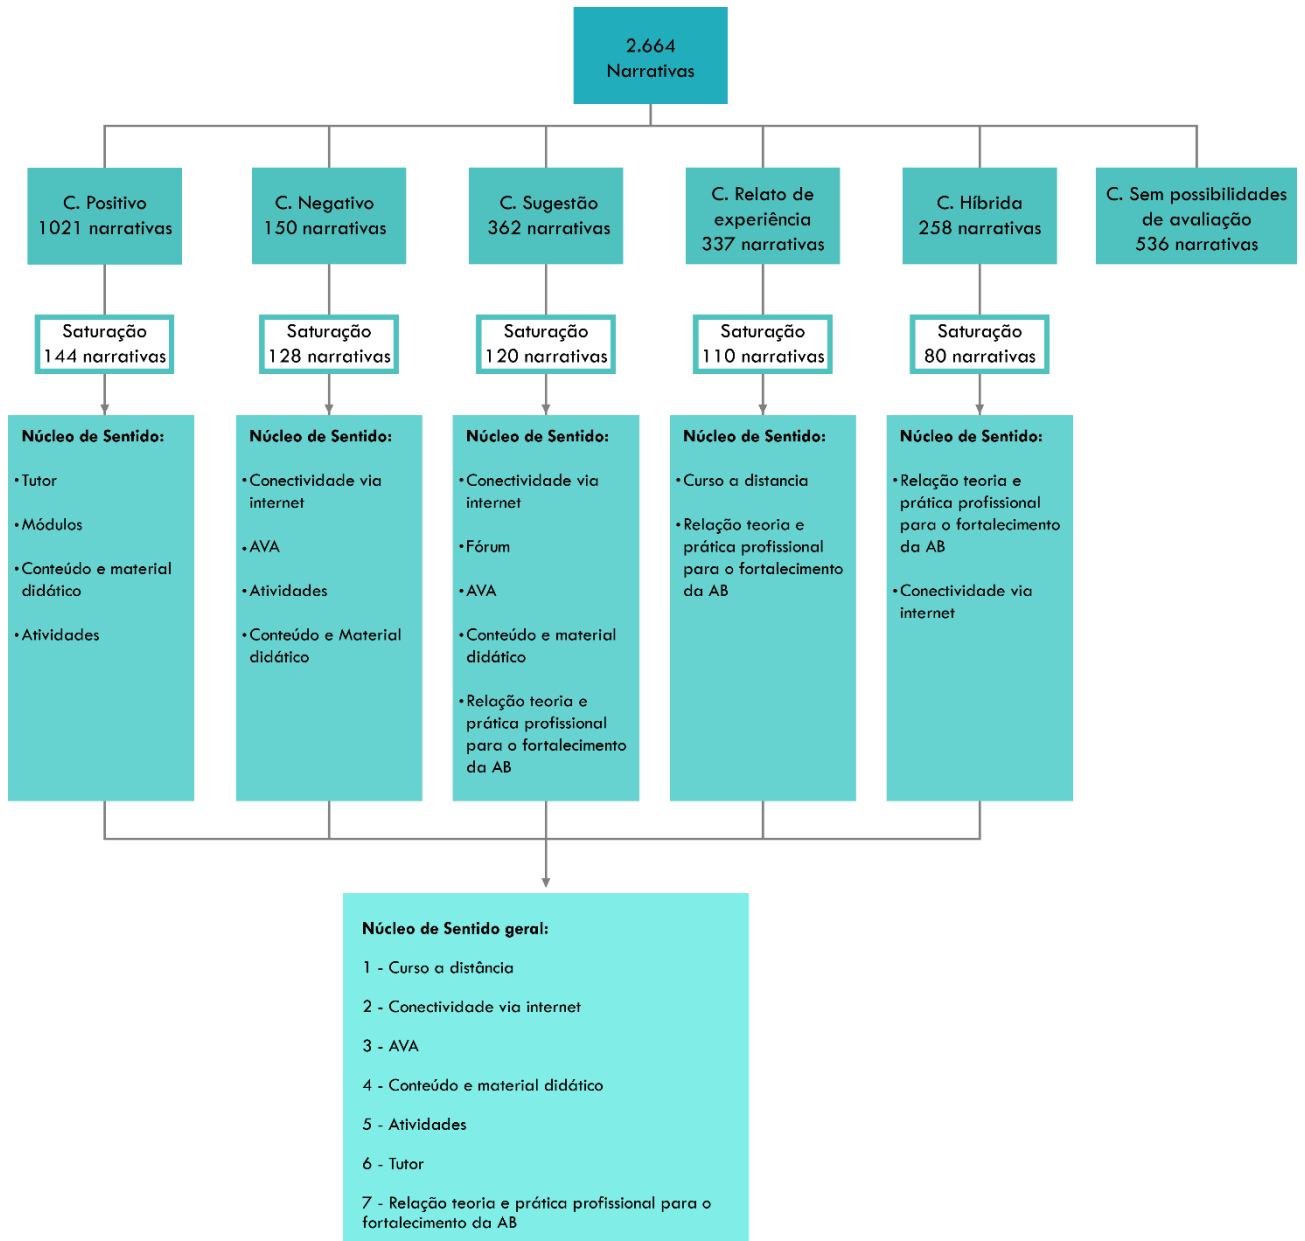 2.664
Narrativas
C. Positivo
1021 narrativas
C. Negativo
150 narrativas
C. Sugestão
362 narrativas
C. Relato de
experiência
337 narrativas
C. Híbrida
258 narrativas
C. Sem possibilidades
de avaliação
536 narrativas
Saturação
144 narrativas
Saturação
128 narrativas
Saturação
120 narrativas
Saturação
110 narrativas
Saturação
80 narrativas
Núcleo de Sentido:
•Tutor
•Módulos
•Conteúdo e material
didático
•Atividades
Núcleo de Sentido:
•Conectividade via
internet
•AVA
•Atividades
•Conteúdo e Material
didático
Núcleo de Sentido:
•Conectividade via
internet
•Fórum
•AVA
•Conteúdo e material
didático
•Relação teoria e
prática profissional
para o fortalecimento
da AB
Núcleo de Sentido:
•Curso a distancia
•Relação teoria e
prática profissional
para o fortalecimento
da AB
Núcleo de Sentido:
•Relação teoria e
prática profissional
para o fortalecimento
da AB
•Conectividade via
internet
Núcleo de Sentido geral:
1 - Curso a distância
2 - Conectividade via internet
3 - AVA
4 - Conteúdo e material didático
5 - Atividades
6 - Tutor
7 - Relação teoria e prática profissional para o
fortalecimento da AB